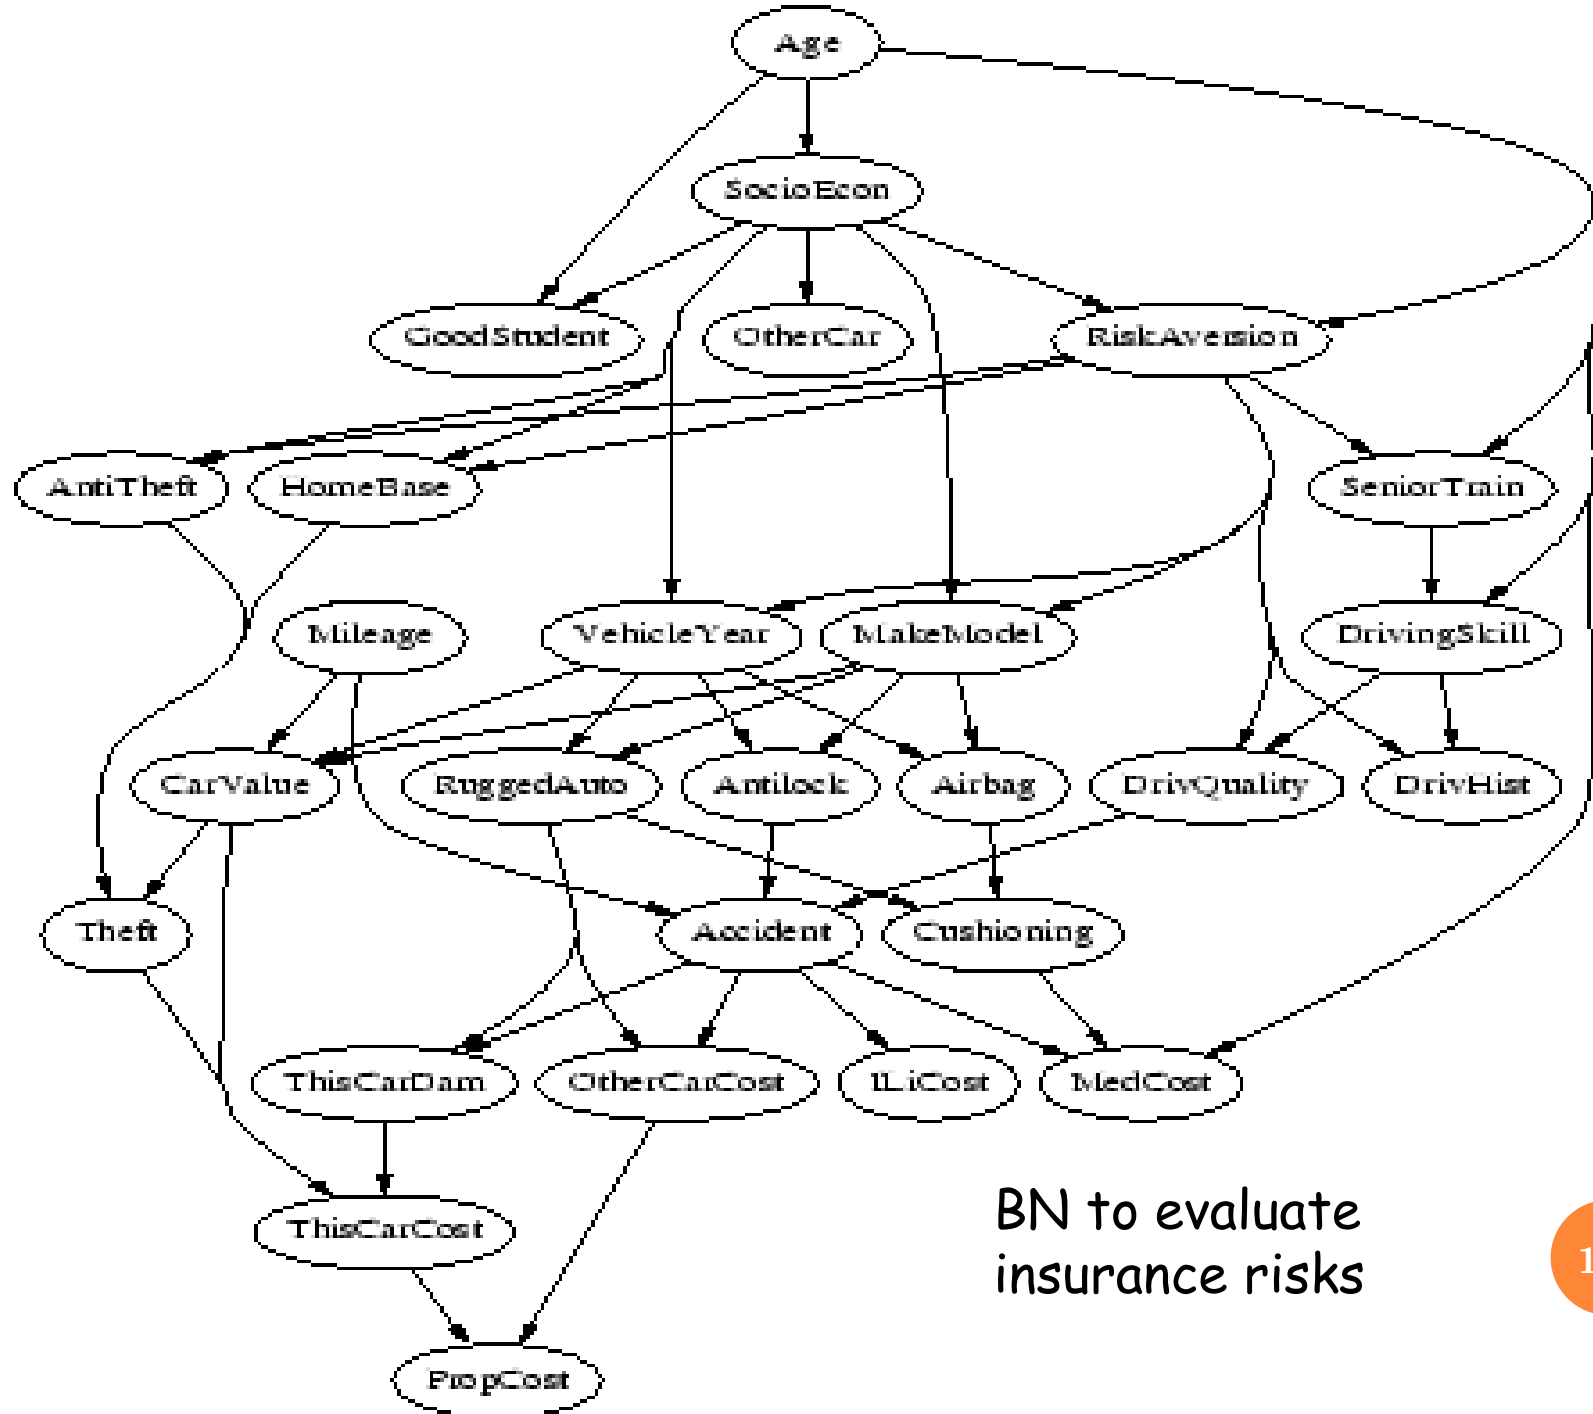 Age
SocioEcon
GoodStudent
OtherCar
RiskAversion
AntiTheft
HomeBase
SeniorTrain
Mileage
VehicleYear
MakeModel
DrivingSkill
CarValue
RuggedAuto
Antilock
Airbag
DrivQuality
DrivHist
Theft
Accident
Cushioning
ThisCarDam
OtherCarCost
ILiCost
MedCost
ThisCarCost
BN to evaluate
insurance risks
1
PropCost